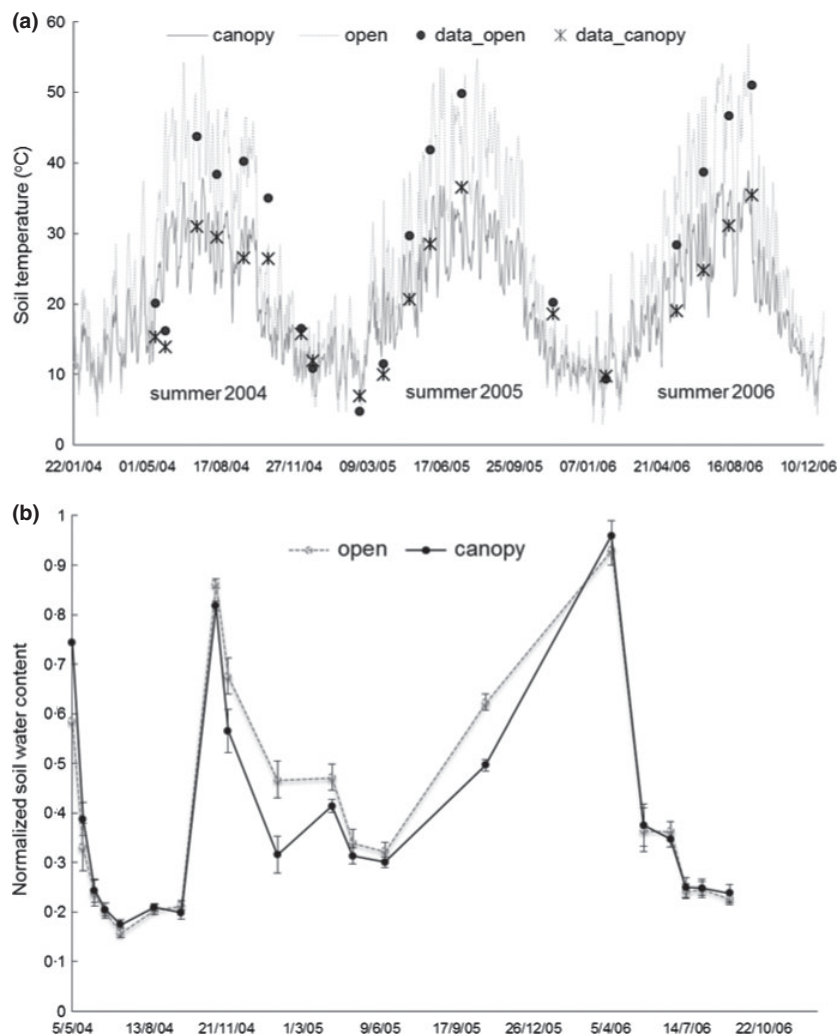 (a)
60
canopy open data_open data_canopy
50
40
30
20
10
0
Soil temperature (°C)
summer 2004 summer 2005 summer 2006
22/01/04 01/05/04 17/08/04 27/11/04 09/03/05 17/06/05 25/09/05 07/01/06 21/04/06 16/08/06 10/12/06
(b)
1
open canopy
0·9
0·8
0·7
0·6
0·5
0·4
0·3
0·2
0·1
0
Normalized soil water content
5/5/04 13/8/04 21/11/04 1/3/05 9/6/05 17/9/05 26/12/05 5/4/06 14/7/06 22/10/06